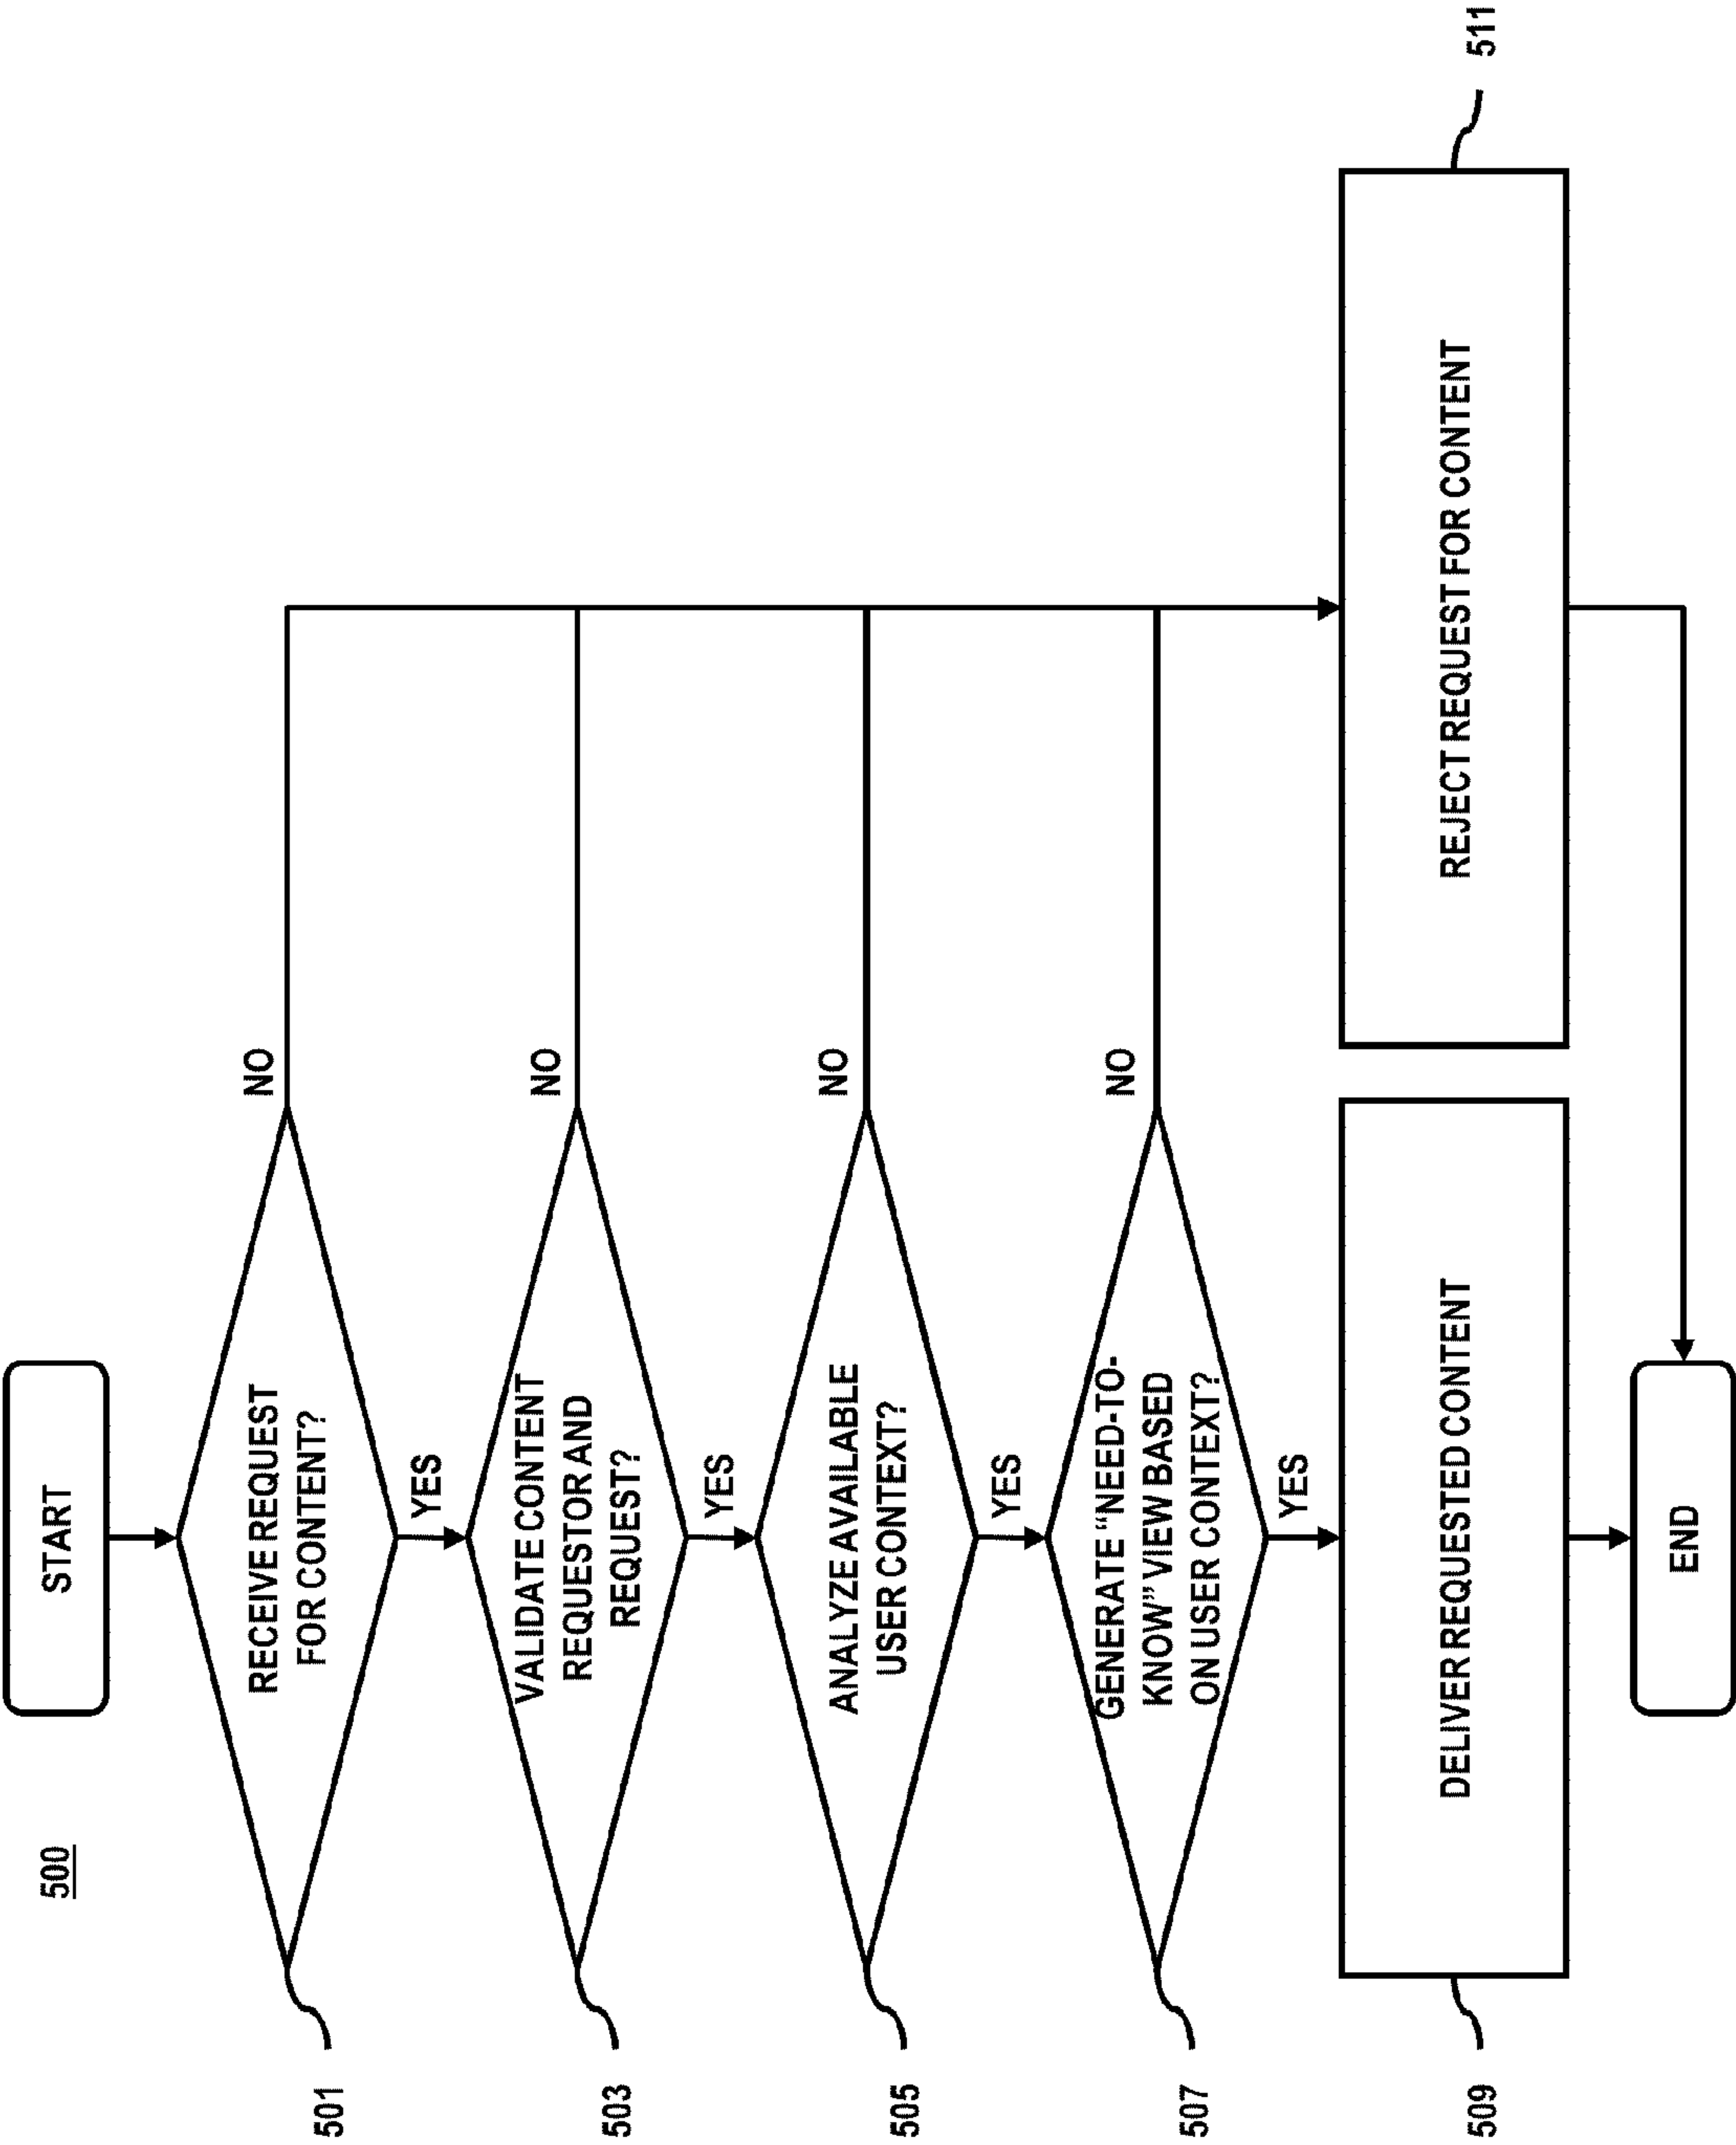 500
START
501
RECEIVE REQUEST
FOR CONTENT?
NO
YES
503
VALIDATE CONTENT
REQUESTOR AND
REQUEST?
NO
YES
505
ANALYZE AVAILABLE
USER CONTEXT?
NO
YES
507
GENERATE “NEED-TO-
KNOW” VIEW BASED
ON USER CONTEXT?
NO
YES
509
DELIVER REQUESTED CONTENT
REJECT REQUEST FOR CONTENT
511
END